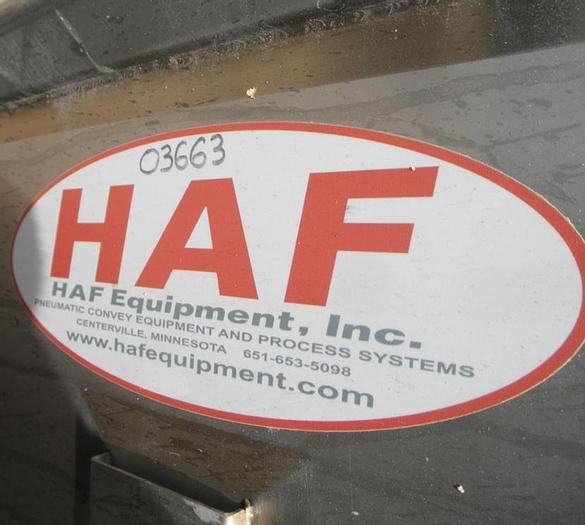 03663
HAF
HAF Equipment, Inc.
PNEUMATIC CONVEY EQUIPMENT AND PROCESS SYSTEMS
CENTERVILLE, MINNESOTA 651-653-5098
www.hafequipment.com